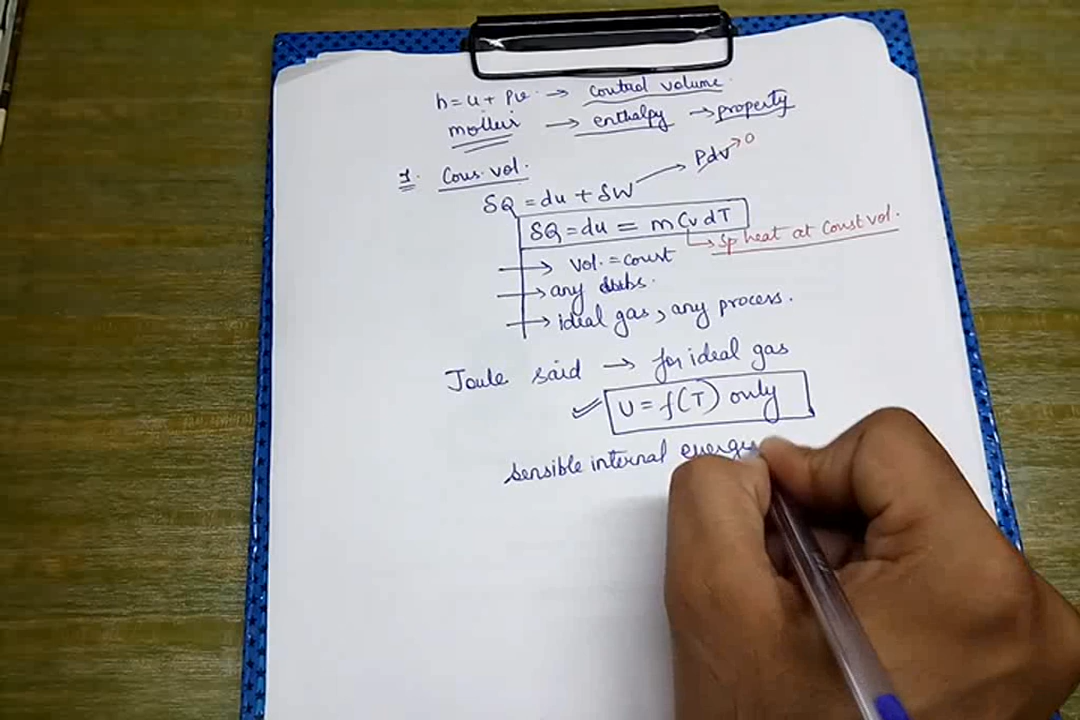 h = u + Pv → control volume
mollier → enthalpy → property
1. Cons. vol.
δQ = du + δW → Pdv → 0
δQ = du = m Cv dT
→ Sp heat at const vol.
→ vol. = const
→ any
→ ideal gas, any process.
Joule said → for ideal gas
U = f(T) only
sensible internal energy